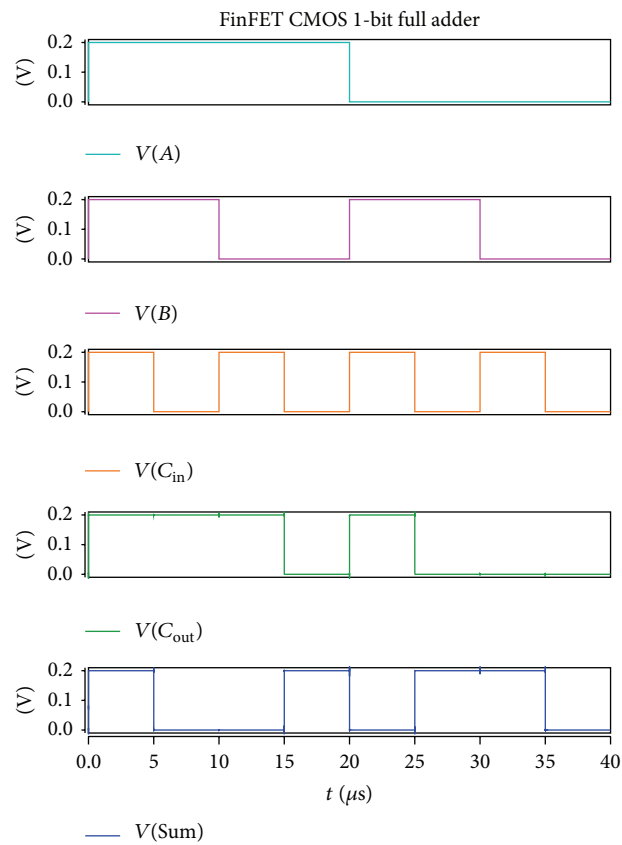 FinFET CMOS 1-bit full adder
0.2
0.1
0.0
(V)
V(A)
0.2
0.1
0.0
(V)
V(B)
0.2
0.1
0.0
(V)
V(Cin)
0.2
0.1
0.0
(V)
V(Cout)
0.2
0.1
0.0
(V)
0.0 5 10 15 20 25 30 35 40
t (μs)
V(Sum)